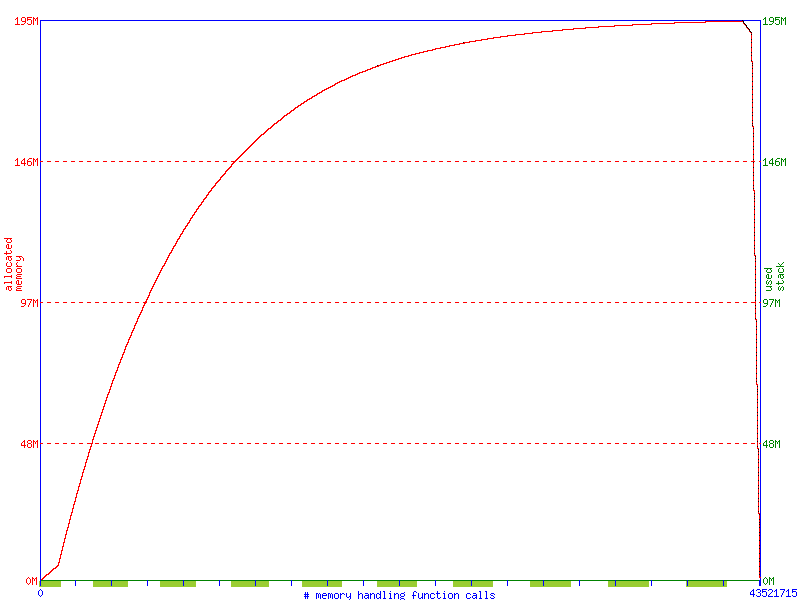 195M
195M
146M
146M
allocated
memory
used
stack
97M
97M
48M
48M
0M
0M
0
# memory handling function calls
43521715